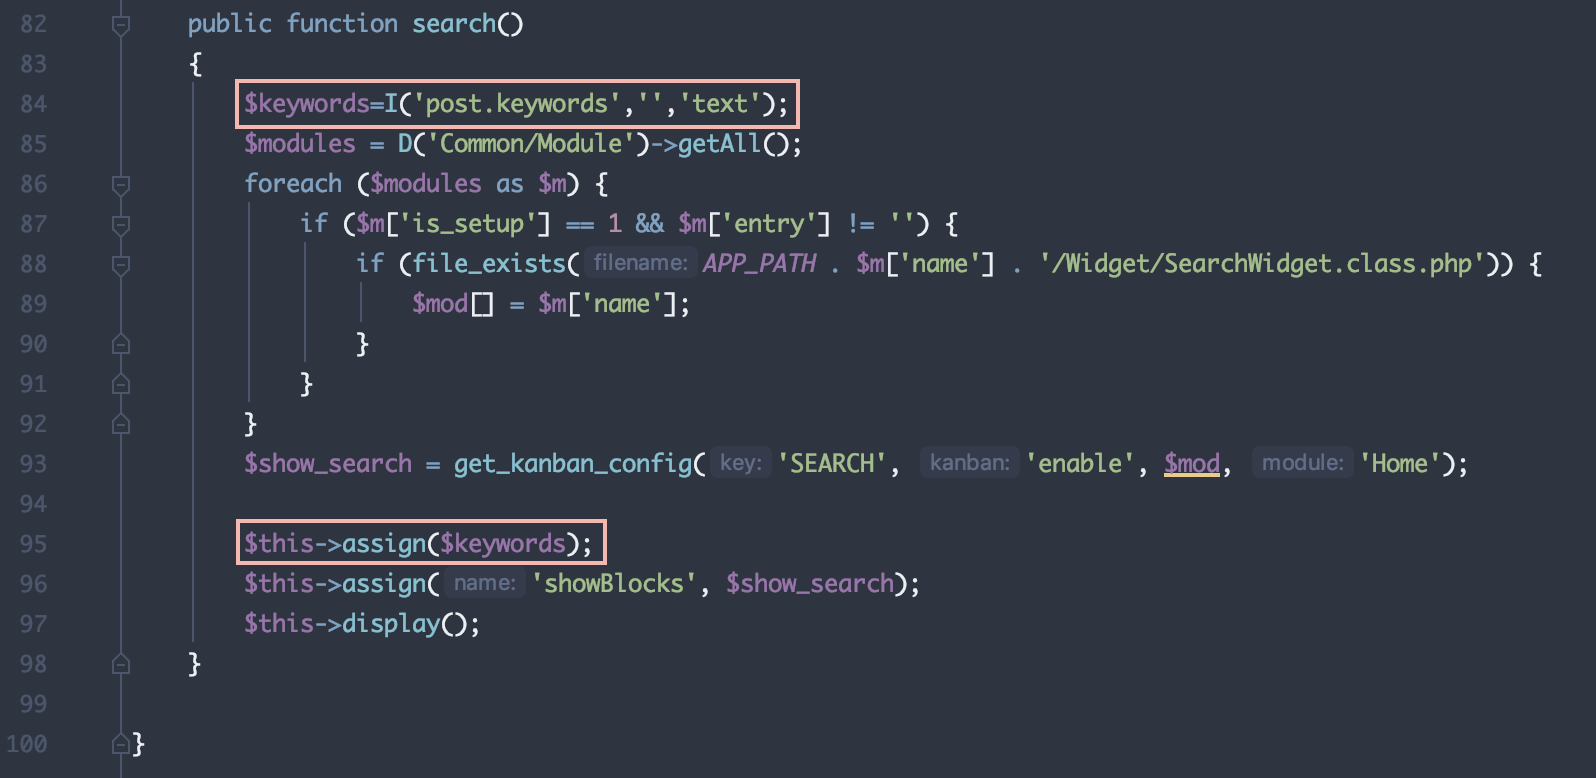 82 public function search()
83 {
84 $keywords=I('post.keywords','','text');
85 $modules = D('Common/Module')->getAll();
86 foreach ($modules as $m) {
87 if ($m['is_setup'] == 1 && $m['entry'] != '') {
88 if (file_exists( filename: APP_PATH . $m['name'] . '/Widget/SearchWidget.class.php')) {
89 $mod[] = $m['name'];
90 }
91 }
92 }
93 $show_search = get_kanban_config( key: 'SEARCH', kanban: 'enable', $mod, module: 'Home');
94
95 $this->assign($keywords);
96 $this->assign( name: 'showBlocks', $show_search);
97 $this->display();
98 }
99
100 }